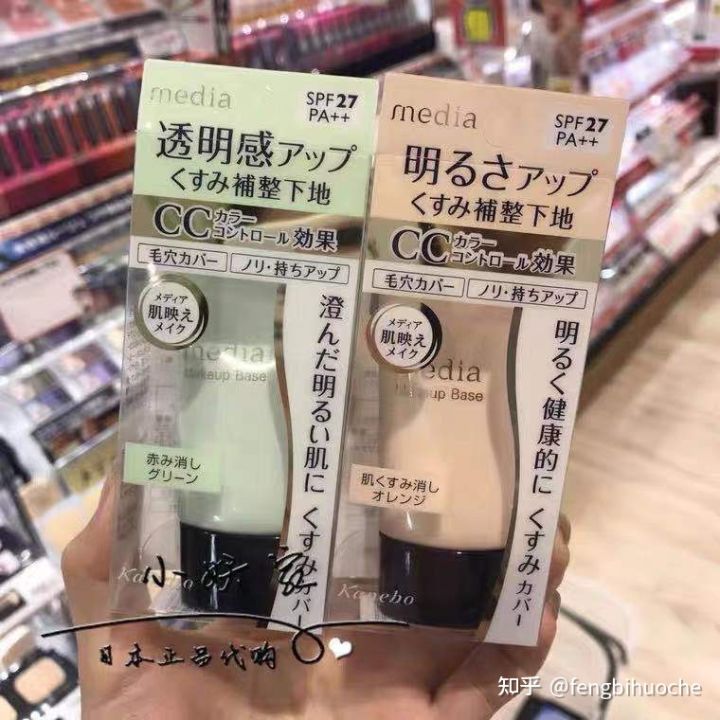 media
SPF27
PA++
透明感アップ
くすみ補整下地
CC カラーコントロール 効果
毛穴カバー
ノリ・持ちアップ
メディア
肌映え
メイク
media
Makeup Base
澄んだ明るい肌に くすみカバー
赤み消し
グリーン
media
SPF27
PA++
明るさアップ
くすみ補整下地
CC カラーコントロール 効果
毛穴カバー
ノリ・持ちアップ
メディア
肌映え
メイク
media
Makeup Base
明るく健康的に くすみカバー
肌くすみ消し
オレンジ
Kanebo
日本正品代购
知乎 @fengbihuoche